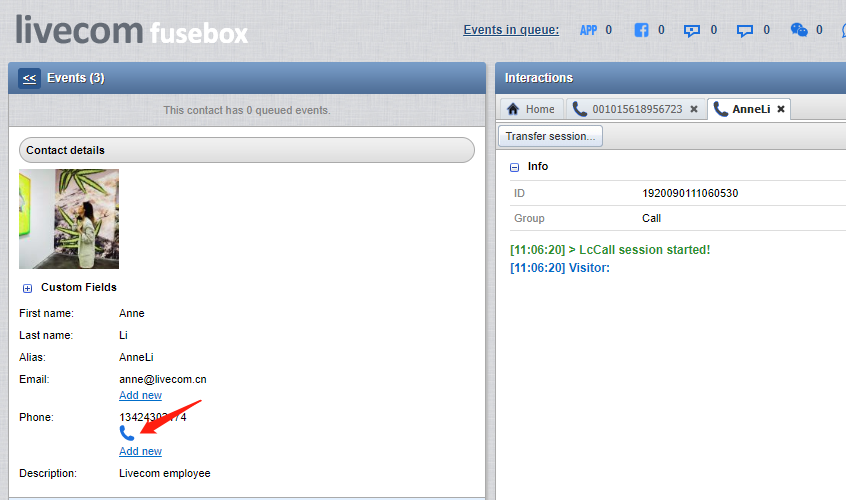 livecom fusebox
Events in queue: APP 0 0 0 0 0
<< Events (3)
This contact has 0 queued events.
Contact details
Custom Fields
First name: Anne
Last name: Li
Alias: AnneLi
Email: anne@livecom.cn
Add new
Phone:
Add new
Description: Livecom employee
Interactions
Home 001015618956723 AnneLi
Transfer session...
Info
ID 1920090111060530
Group Call
[11:06:20] > LcCall session started!
[11:06:20] Visitor: